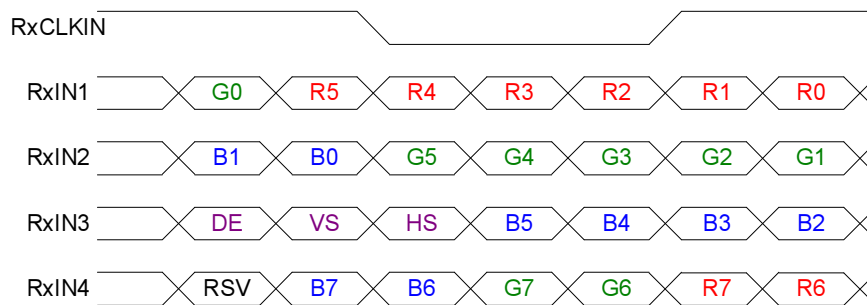 RxCLKIN
RxIN1 G0 R5 R4 R3 R2 R1 R0
RxIN2 B1 B0 G5 G4 G3 G2 G1
RxIN3 DE VS HS B5 B4 B3 B2
RxIN4 RSV B7 B6 G7 G6 R7 R6